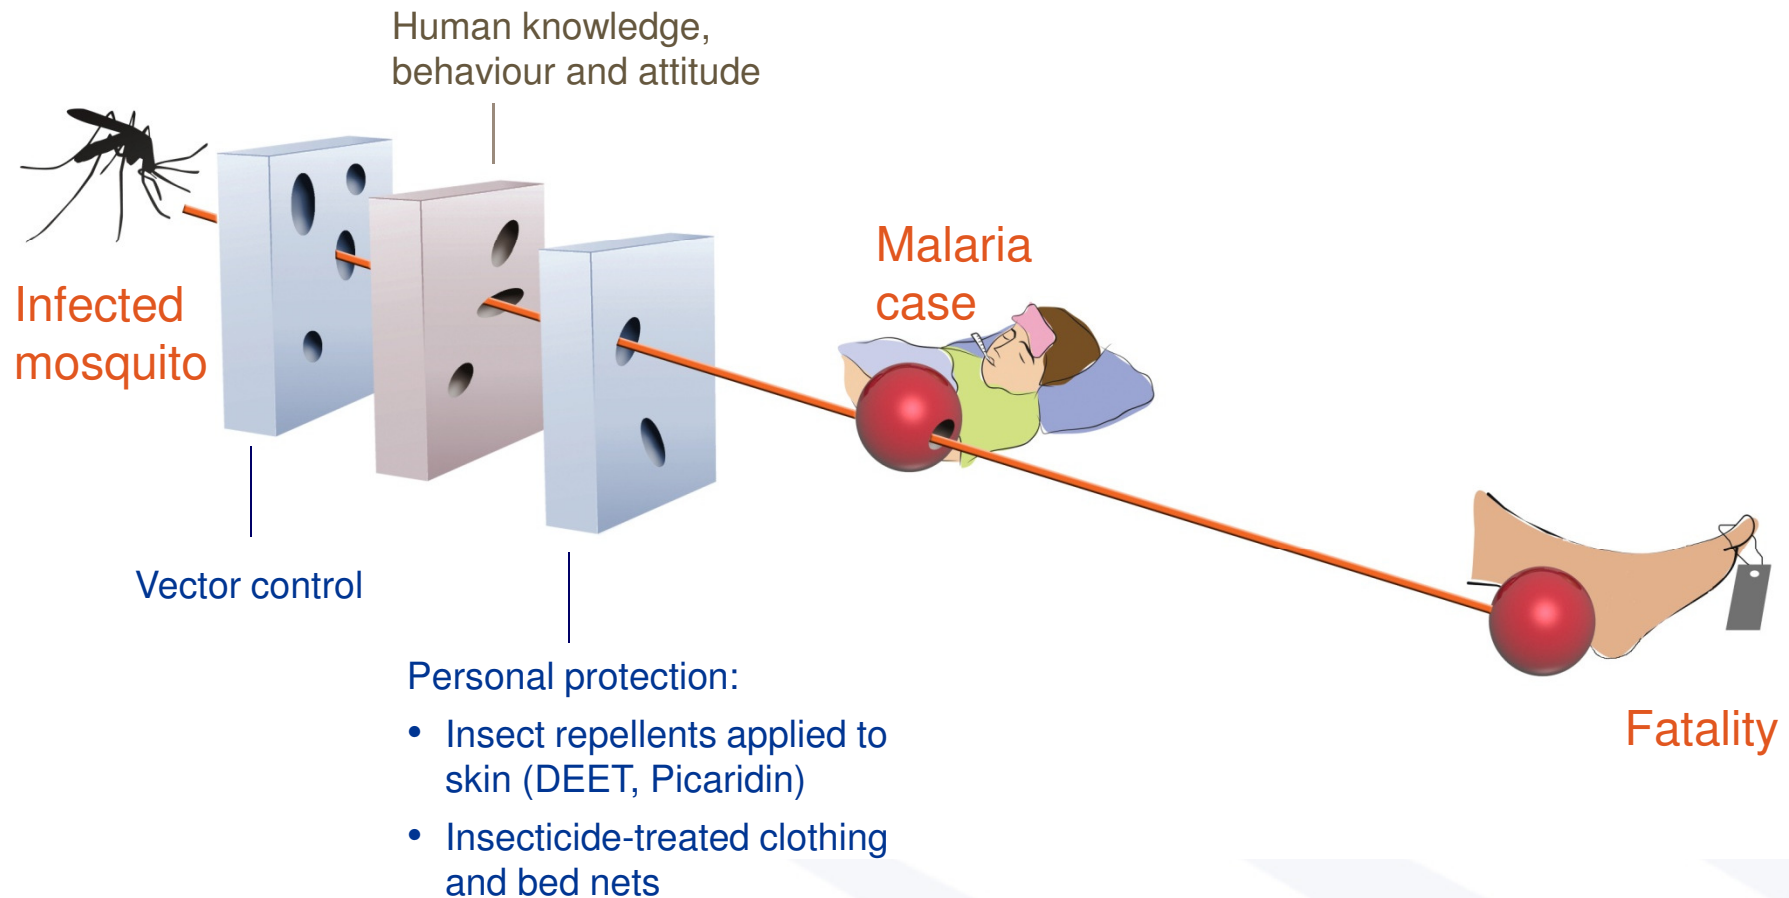 Human knowledge,
behaviour and attitude
Infected
mosquito
Malaria
case
Vector control
Personal protection:
• Insect repellents applied to
skin (DEET, Picaridin)
• Insecticide-treated clothing
and bed nets
Fatality